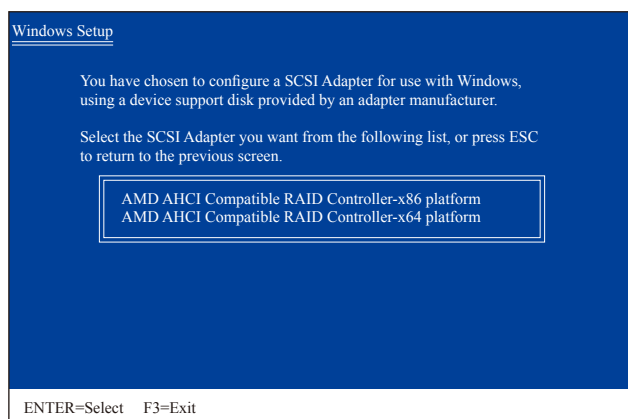 Windows Setup
You have chosen to configure a SCSI Adapter for use with Windows,
using a device support disk provided by an adapter manufacturer.
Select the SCSI Adapter you want from the following list, or press ESC
to return to the previous screen.
AMD AHCI Compatible RAID Controller-x86 platform
AMD AHCI Compatible RAID Controller-x64 platform
ENTER=Select F3=Exit